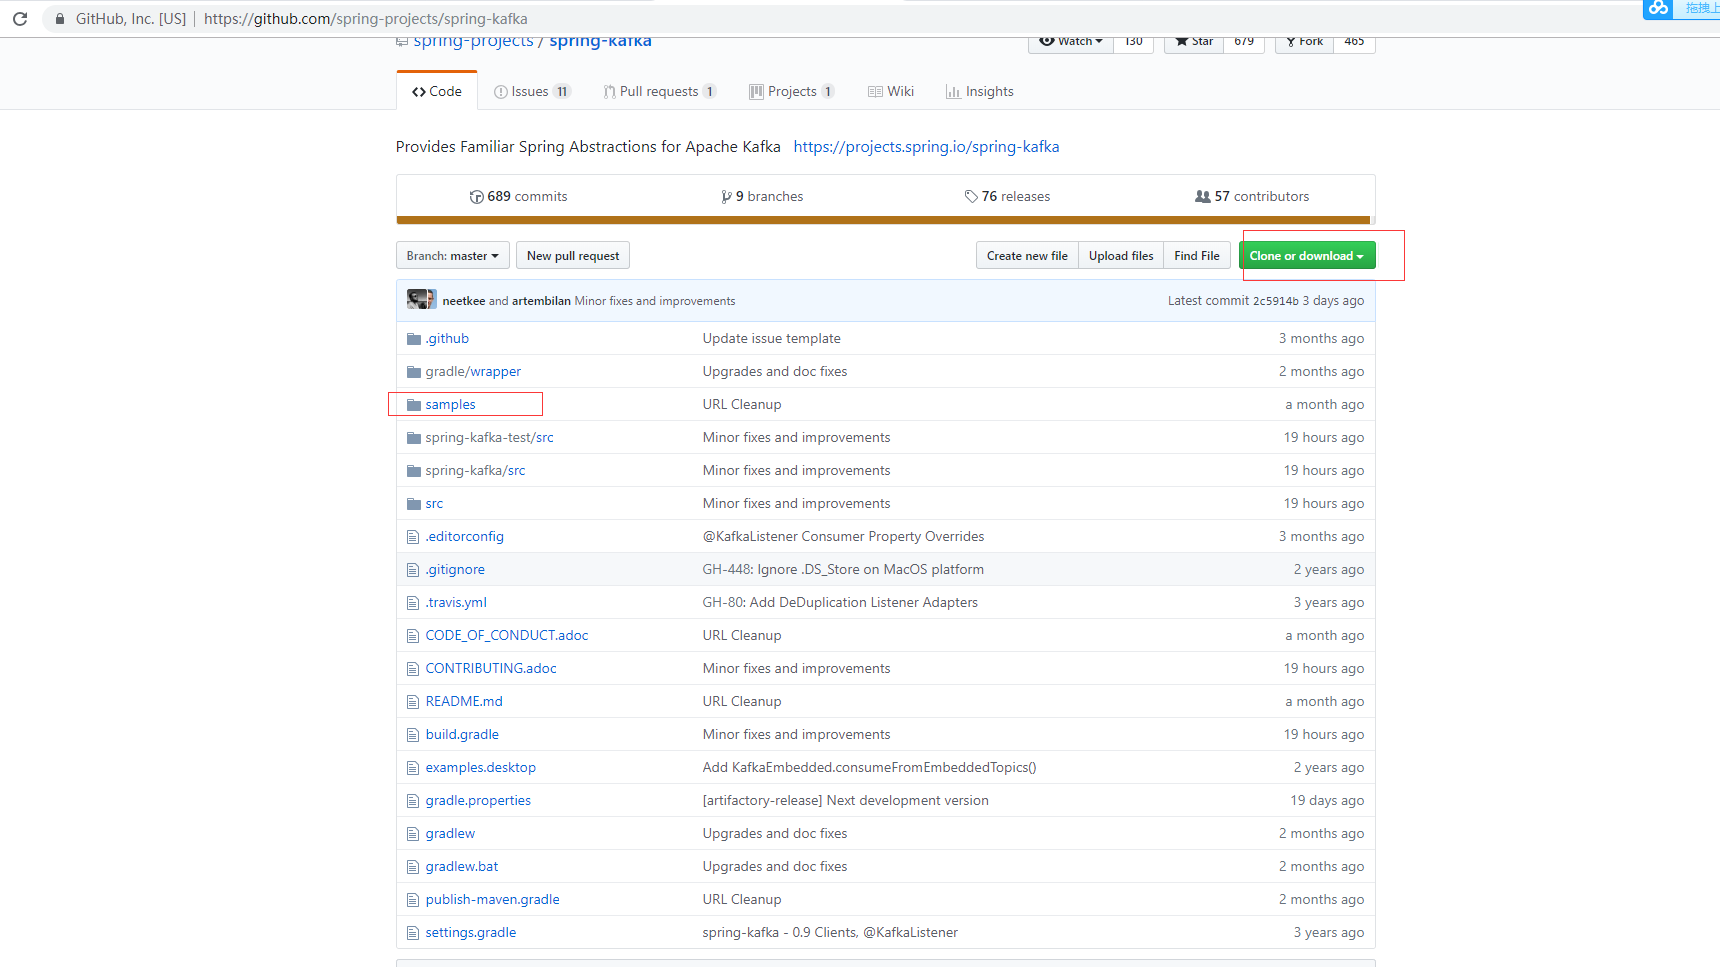 GitHub, Inc. [US] | https://github.com/spring-projects/spring-kafka
拖拽上
spring-projects / spring-kafka
Watch 130 Star 679 Fork 465
Code Issues 11 Pull requests 1 Projects 1 Wiki Insights
Provides Familiar Spring Abstractions for Apache Kafka https://projects.spring.io/spring-kafka
689 commits 9 branches 76 releases 57 contributors
Branch: master New pull request Create new file Upload files Find File Clone or download
neetkee and artembilan Minor fixes and improvements Latest commit 2c5914b 3 days ago
.github Update issue template 3 months ago
gradle/wrapper Upgrades and doc fixes 2 months ago
samples URL Cleanup a month ago
spring-kafka-test/src Minor fixes and improvements 19 hours ago
spring-kafka/src Minor fixes and improvements 19 hours ago
src Minor fixes and improvements 19 hours ago
.editorconfig @KafkaListener Consumer Property Overrides 3 months ago
.gitignore GH-448: Ignore .DS_Store on MacOS platform 2 years ago
.travis.yml GH-80: Add DeDuplication Listener Adapters 3 years ago
CODE_OF_CONDUCT.adoc URL Cleanup a month ago
CONTRIBUTING.adoc Minor fixes and improvements 19 hours ago
README.md URL Cleanup a month ago
build.gradle Minor fixes and improvements 19 hours ago
examples.desktop Add KafkaEmbedded.consumeFromEmbeddedTopics() 2 years ago
gradle.properties [artifactory-release] Next development version 19 days ago
gradlew Upgrades and doc fixes 2 months ago
gradlew.bat Upgrades and doc fixes 2 months ago
publish-maven.gradle URL Cleanup 2 months ago
settings.gradle spring-kafka - 0.9 Clients, @KafkaListener 3 years ago